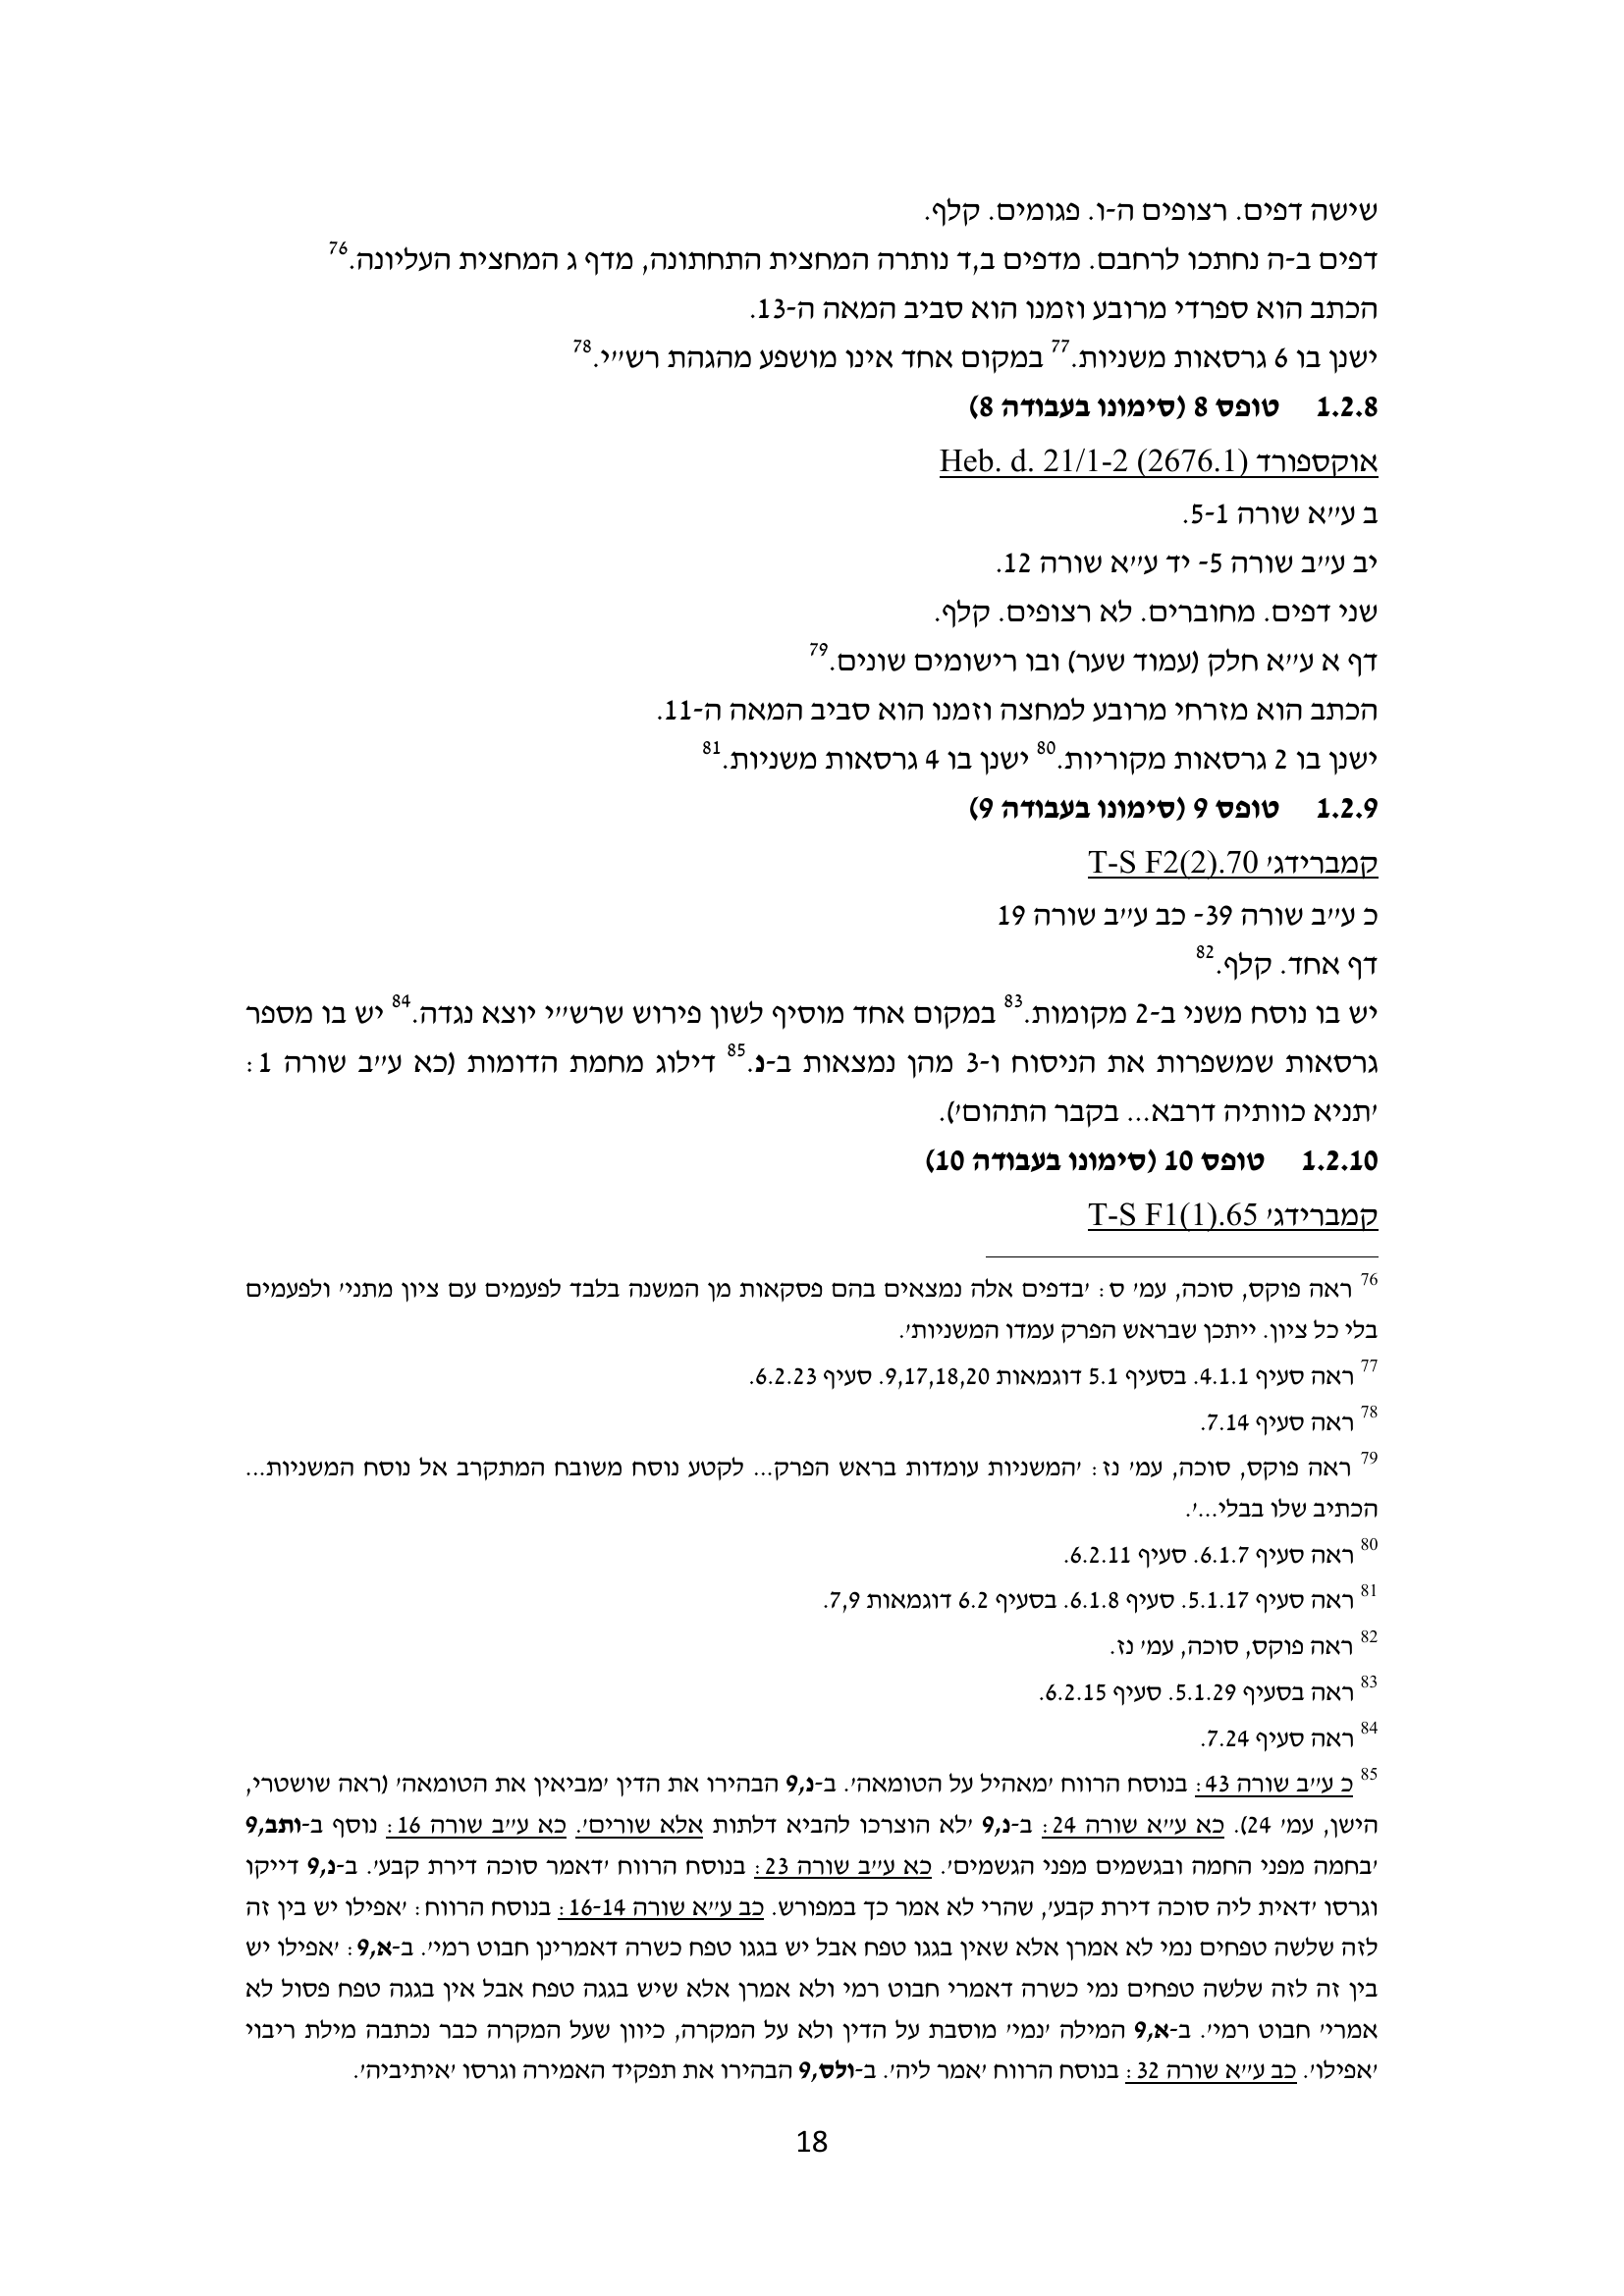 שישה דפים. רצופים ה-ו. פגומים. קלף.
דפים ב-ה נחתכו לרחבם. מדפים ב,ד נותרה המחצית התחתונה, מדף ג המחצית העליונה.76
הכתב הוא ספרדי מרובע וזמנו הוא סביב המאה ה-13.
ישנן בו 6 גרסאות משניות.77 במקום אחד אינו מושפע מהגהת רש״י.78
1.2.8 טופס 8 (סימונו בעבודה 8)
אוקספורד Heb. d. 21/1-2 (2676.1)
ב ע״א שורה 5-1.
יב ע״ב שורה 5- יד ע״א שורה 12.
שני דפים. מחוברים. לא רצופים. קלף.
דף א ע״א חלק (עמוד שער) ובו רישומים שונים.79
הכתב הוא מזרחי מרובע למחצה וזמנו הוא סביב המאה ה-11.
ישנן בו 2 גרסאות מקוריות.80 ישנן בו 4 גרסאות משניות.81
1.2.9 טופס 9 (סימונו בעבודה 9)
קמברידג׳ T-S F2(2).70
כ ע״ב שורה 39- כב ע״ב שורה 19
דף אחד. קלף.82
יש בו נוסח משני ב-2 מקומות.83 במקום אחד מוסיף לשון פירוש שרש״י יוצא נגדה.84 יש בו מספר
גרסאות שמשפרות את הניסוח ו-3 מהן נמצאות ב-נ.85 דילוג מחמת הדומות (כא ע״ב שורה 1:
׳תניא כוותיה דרבא... בקבר התהום׳).
1.2.10 טופס 10 (סימונו בעבודה 10)
קמברידג׳ T-S F1(1).65
76 ראה פוקס, סוכה, עמ׳ ס: ׳בדפים אלה נמצאים בהם פסקאות מן המשנה בלבד לפעמים עם ציון מתני׳ ולפעמים
בלי כל ציון. ייתכן שבראש הפרק עמדו המשניות׳.
77 ראה סעיף 4.1.1. בסעיף 5.1 דוגמאות 9,17,18,20. סעיף 6.2.23.
78 ראה סעיף 7.14.
79 ראה פוקס, סוכה, עמ׳ נז: ׳המשניות עומדות בראש הפרק... לקטע נוסח משובח המתקרב אל נוסח המשניות...
הכתיב שלו בבלי...׳.
80 ראה סעיף 6.1.7. סעיף 6.2.11.
81 ראה סעיף 5.1.17. סעיף 6.1.8. בסעיף 6.2 דוגמאות 7,9.
82 ראה פוקס, סוכה, עמ׳ נז.
83 ראה בסעיף 5.1.29. סעיף 6.2.15.
84 ראה סעיף 7.24.
85 כ ע״ב שורה 43: בנוסח הרווח ׳מאהיל על הטומאה׳. ב-נ,9 הבהירו את הדין ׳מביאין את הטומאה׳ (ראה שושטרי,
הישן, עמ׳ 24). כא ע״א שורה 24: ב-נ,9 ׳לא הוצרכו להביא דלתות אלא שורים׳. כא ע״ב שורה 16: נוסף ב-ותב,9
׳בחמה מפני החמה ובגשמים מפני הגשמים׳. כא ע״ב שורה 23: בנוסח הרווח ׳דאמר סוכה דירת קבע׳. ב-נ,9 דייקו
וגרסו ׳דאית ליה סוכה דירת קבע׳, שהרי לא אמר כך במפורש. כב ע״א שורה 16-14: בנוסח הרווח: ׳אפילו יש בין זה
לזה שלשה טפחים נמי לא אמרן אלא שאין בגגו טפח אבל יש בגגו טפח כשרה דאמרינן חבוט רמי׳. ב-א,9: ׳אפילו יש
בין זה לזה שלשה טפחים נמי כשרה דאמרי חבוט רמי ולא אמרן אלא שיש בגגה טפח אבל אין בגגה טפח פסול לא
אמרי׳ חבוט רמי׳. ב-א,9 המילה ׳נמי׳ מוסבת על הדין ולא על המקרה, כיוון שעל המקרה כבר נכתבה מילת ריבוי
׳אפילו׳. כב ע״א שורה 32: בנוסח הרווח ׳אמר ליה׳. ב-ולס,9 הבהירו את תפקיד האמירה וגרסו ׳איתיביה׳.
18